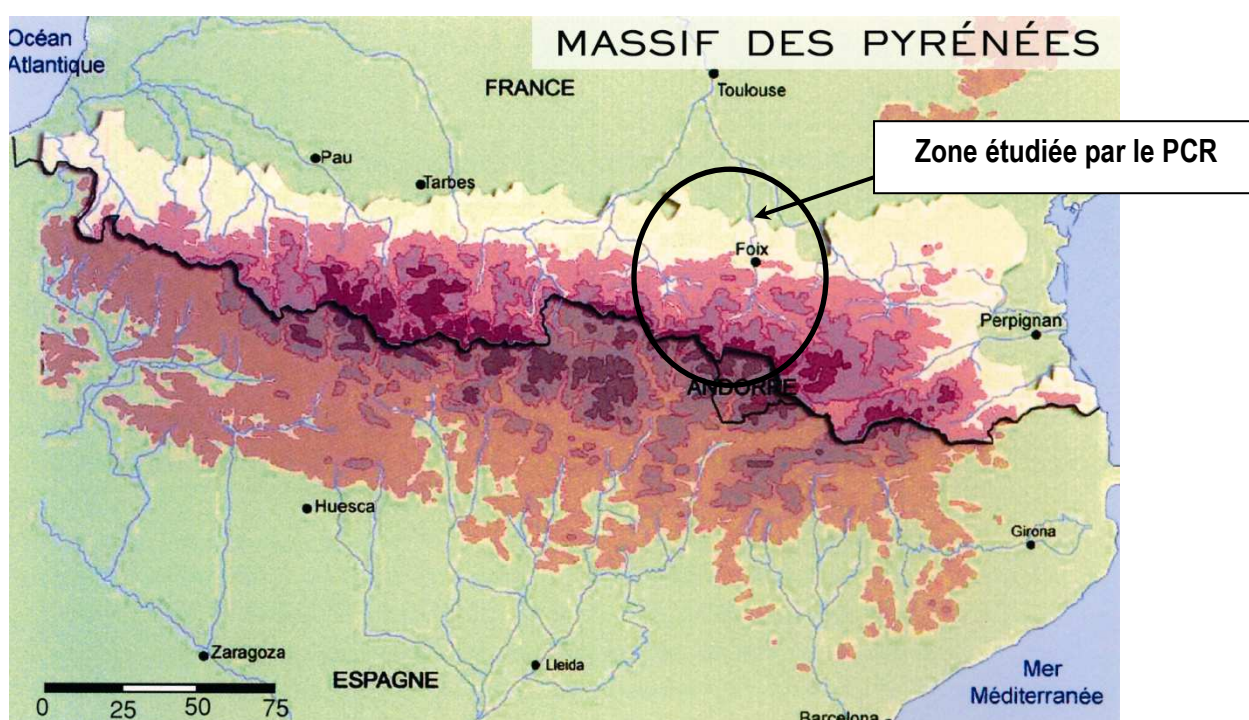 MASSIF DES PYRÉNÉES
Océan
Atlantique
FRANCE
Toulouse
Zone étudiée par le PCR
Pau
Tarbes
Foix
Perpignan
ANDORRE
Huesca
Girona
Zaragoza
Lleida
ESPAGNE
Mer
Méditerranée
0 25 50 75
Barcelona